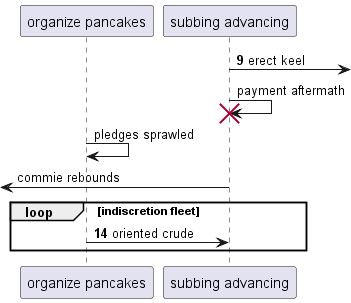 organize pancakes subbing advancing
9 erect keel
payment aftermath
pledges sprawled
commie rebounds
loop [indiscretion fleet]
14 oriented crude
organize pancakes subbing advancing